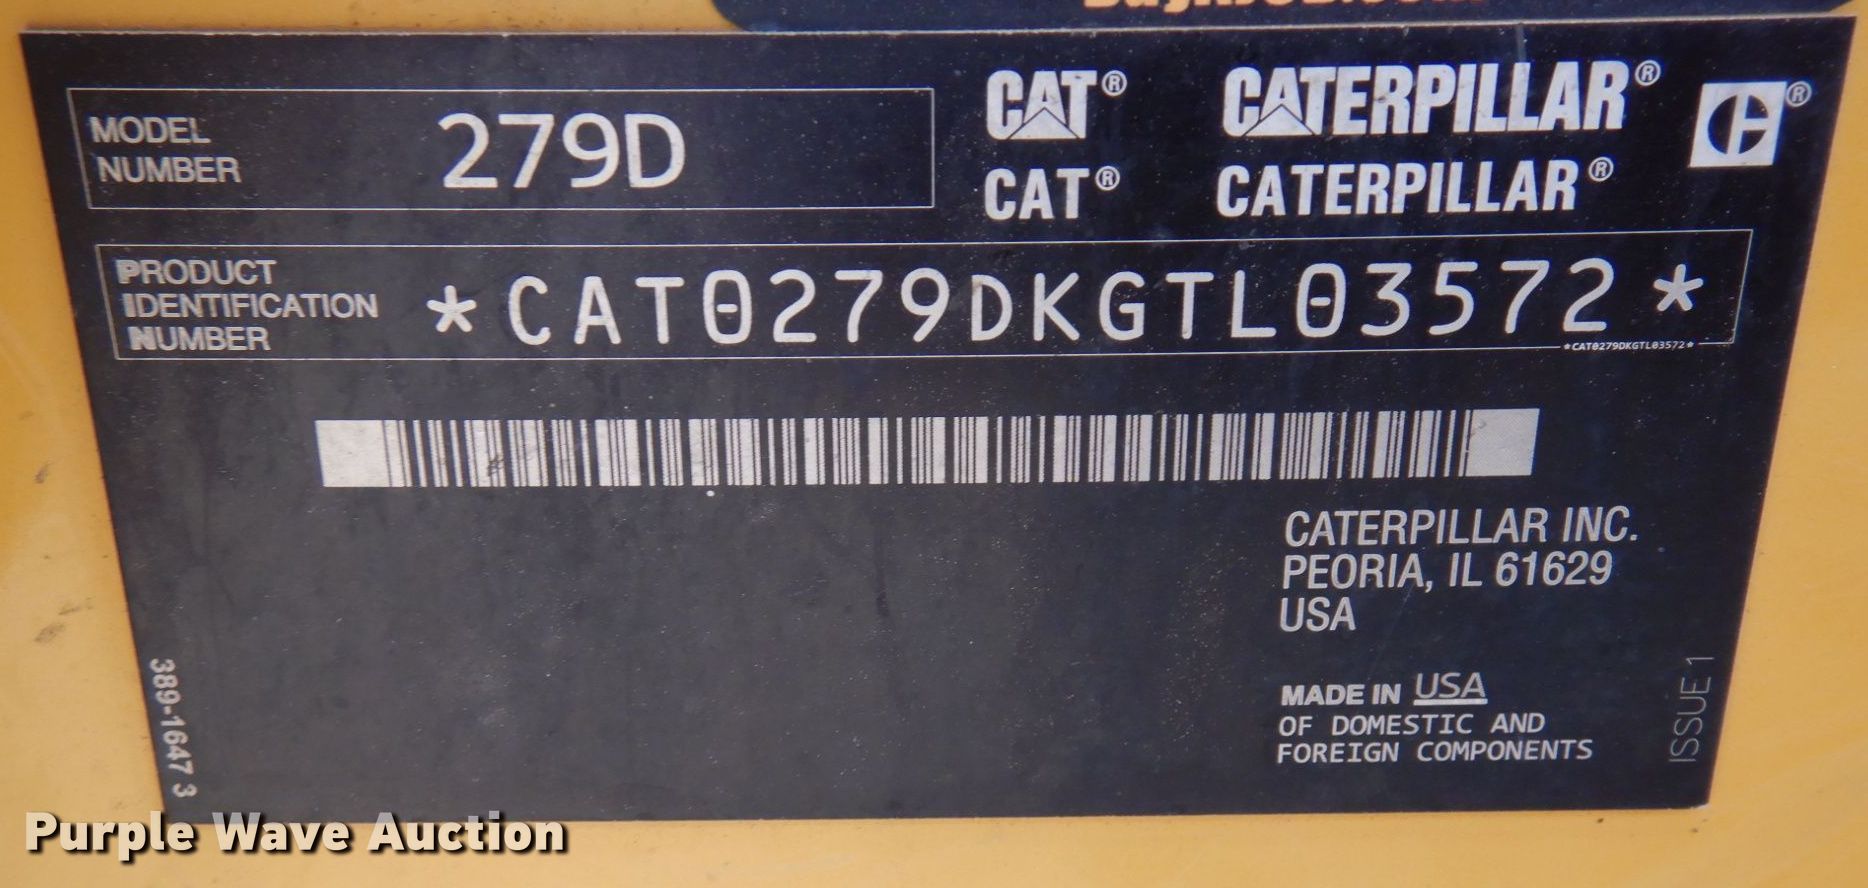 MODEL
NUMBER
279D
CAT® CATERPILLAR®
CAT® CATERPILLAR®
PRODUCT
IDENTIFICATION
NUMBER
*CAT0279DKGTL03572*
*CAT0279DKGTL03572*
CATERPILLAR INC.
PEORIA, IL 61629
USA
MADE IN USA
OF DOMESTIC AND
FOREIGN COMPONENTS
389-1647 3
ISSUE 1
Purple Wave Auction